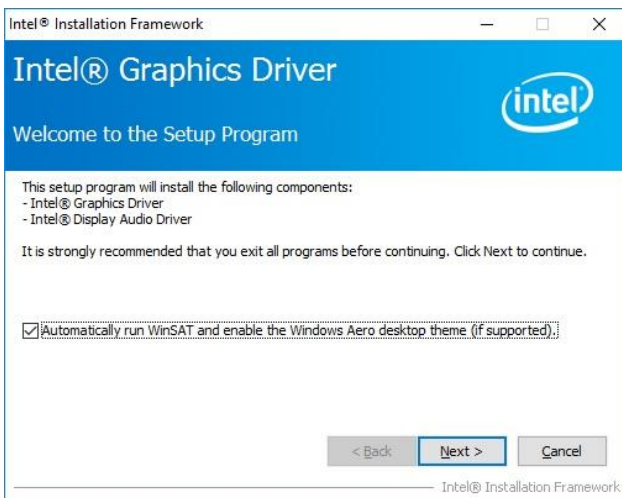 Intel® Installation Framework
Intel® Graphics Driver
intel
Welcome to the Setup Program
This setup program will install the following components:
- Intel® Graphics Driver
- Intel® Display Audio Driver
It is strongly recommended that you exit all programs before continuing. Click Next to continue.
Automatically run WinSAT and enable the Windows Aero desktop theme (if supported).
< Back Next > Cancel
Intel® Installation Framework